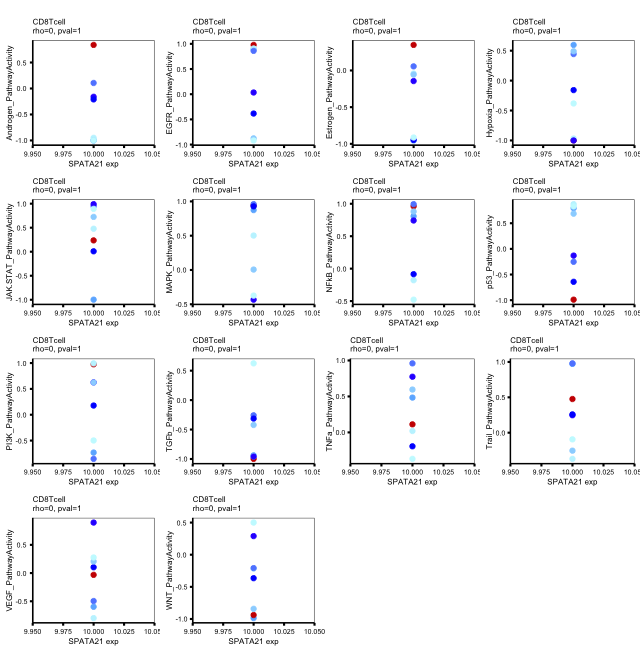 CD8Tcell
rho=0, pval=1
Androgen_PathwayActivity
0.5
0.0
-0.5
-1.0
9.950 9.975 10.000 10.025 10.05
SPATA21 exp
CD8Tcell
rho=0, pval=1
EGFR_PathwayActivity
1.0
0.5
0.0
-0.5
-1.0
9.950 9.975 10.000 10.025 10.05
SPATA21 exp
CD8Tcell
rho=0, pval=1
Estrogen_PathwayActivity
0.0
-0.5
-1.0
9.950 9.975 10.000 10.025 10.05
SPATA21 exp
CD8Tcell
rho=0, pval=1
Hypoxia_PathwayActivity
0.5
0.0
-0.5
-1.0
9.950 9.975 10.000 10.025 10.05
SPATA21 exp
CD8Tcell
rho=0, pval=1
JAK.STAT_PathwayActivity
1.0
0.5
0.0
-0.5
-1.0
9.950 9.975 10.000 10.025 10.05
SPATA21 exp
CD8Tcell
rho=0, pval=1
MAPK_PathwayActivity
1.0
0.5
0.0
-0.5
9.950 9.975 10.000 10.025 10.05
SPATA21 exp
CD8Tcell
rho=0, pval=1
NFkB_PathwayActivity
1.0
0.5
0.0
-0.5
9.950 9.975 10.000 10.025 10.05
SPATA21 exp
CD8Tcell
rho=0, pval=1
p53_PathwayActivity
0.5
0.0
-0.5
-1.0
9.950 9.975 10.000 10.025 10.05
SPATA21 exp
CD8Tcell
rho=0, pval=1
PI3K_PathwayActivity
1.0
0.5
0.0
-0.5
9.950 9.975 10.000 10.025 10.05
SPATA21 exp
CD8Tcell
rho=0, pval=1
TGFb_PathwayActivity
0.5
0.0
-0.5
-1.0
9.950 9.975 10.000 10.025 10.05
SPATA21 exp
CD8Tcell
rho=0, pval=1
TNFa_PathwayActivity
1.0
0.5
0.0
9.950 9.975 10.000 10.025 10.05
SPATA21 exp
CD8Tcell
rho=0, pval=1
Trail_PathwayActivity
1.0
0.5
0.0
9.950 9.975 10.000 10.025 10.05
SPATA21 exp
CD8Tcell
rho=0, pval=1
VEGF_PathwayActivity
0.5
0.0
-0.5
9.950 9.975 10.000 10.025 10.05
SPATA21 exp
CD8Tcell
rho=0, pval=1
WNT_PathwayActivity
0.5
0.0
-0.5
-1.0
9.950 9.975 10.000 10.025 10.050
SPATA21 exp